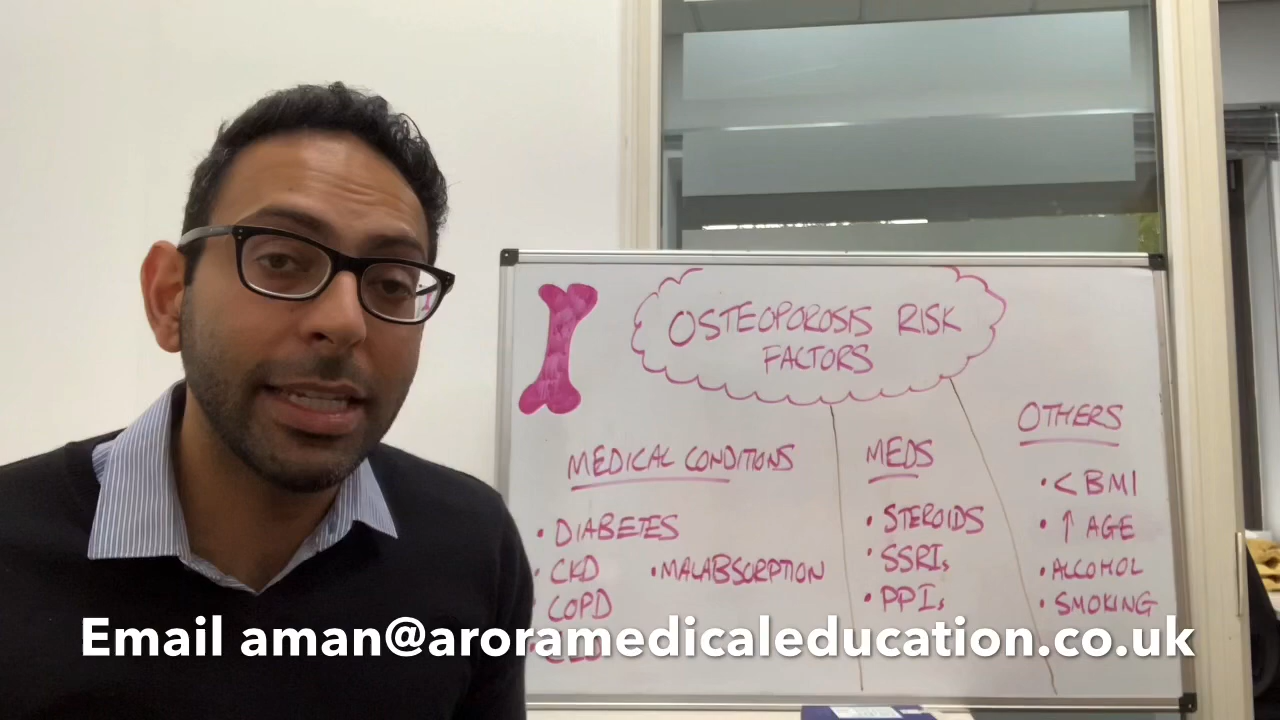 OSTEOPOROSIS RISK
FACTORS
MEDICAL CONDITIONS
• DIABETES
• CKD
• COPD
• MALABSORPTION
MEDS
• STEROIDS
• SSRIs
• PPIs
OTHERS
• < BMI
• ↑ AGE
• ALCOHOL
• SMOKING
Email aman@aroramedicaleducation.co.uk